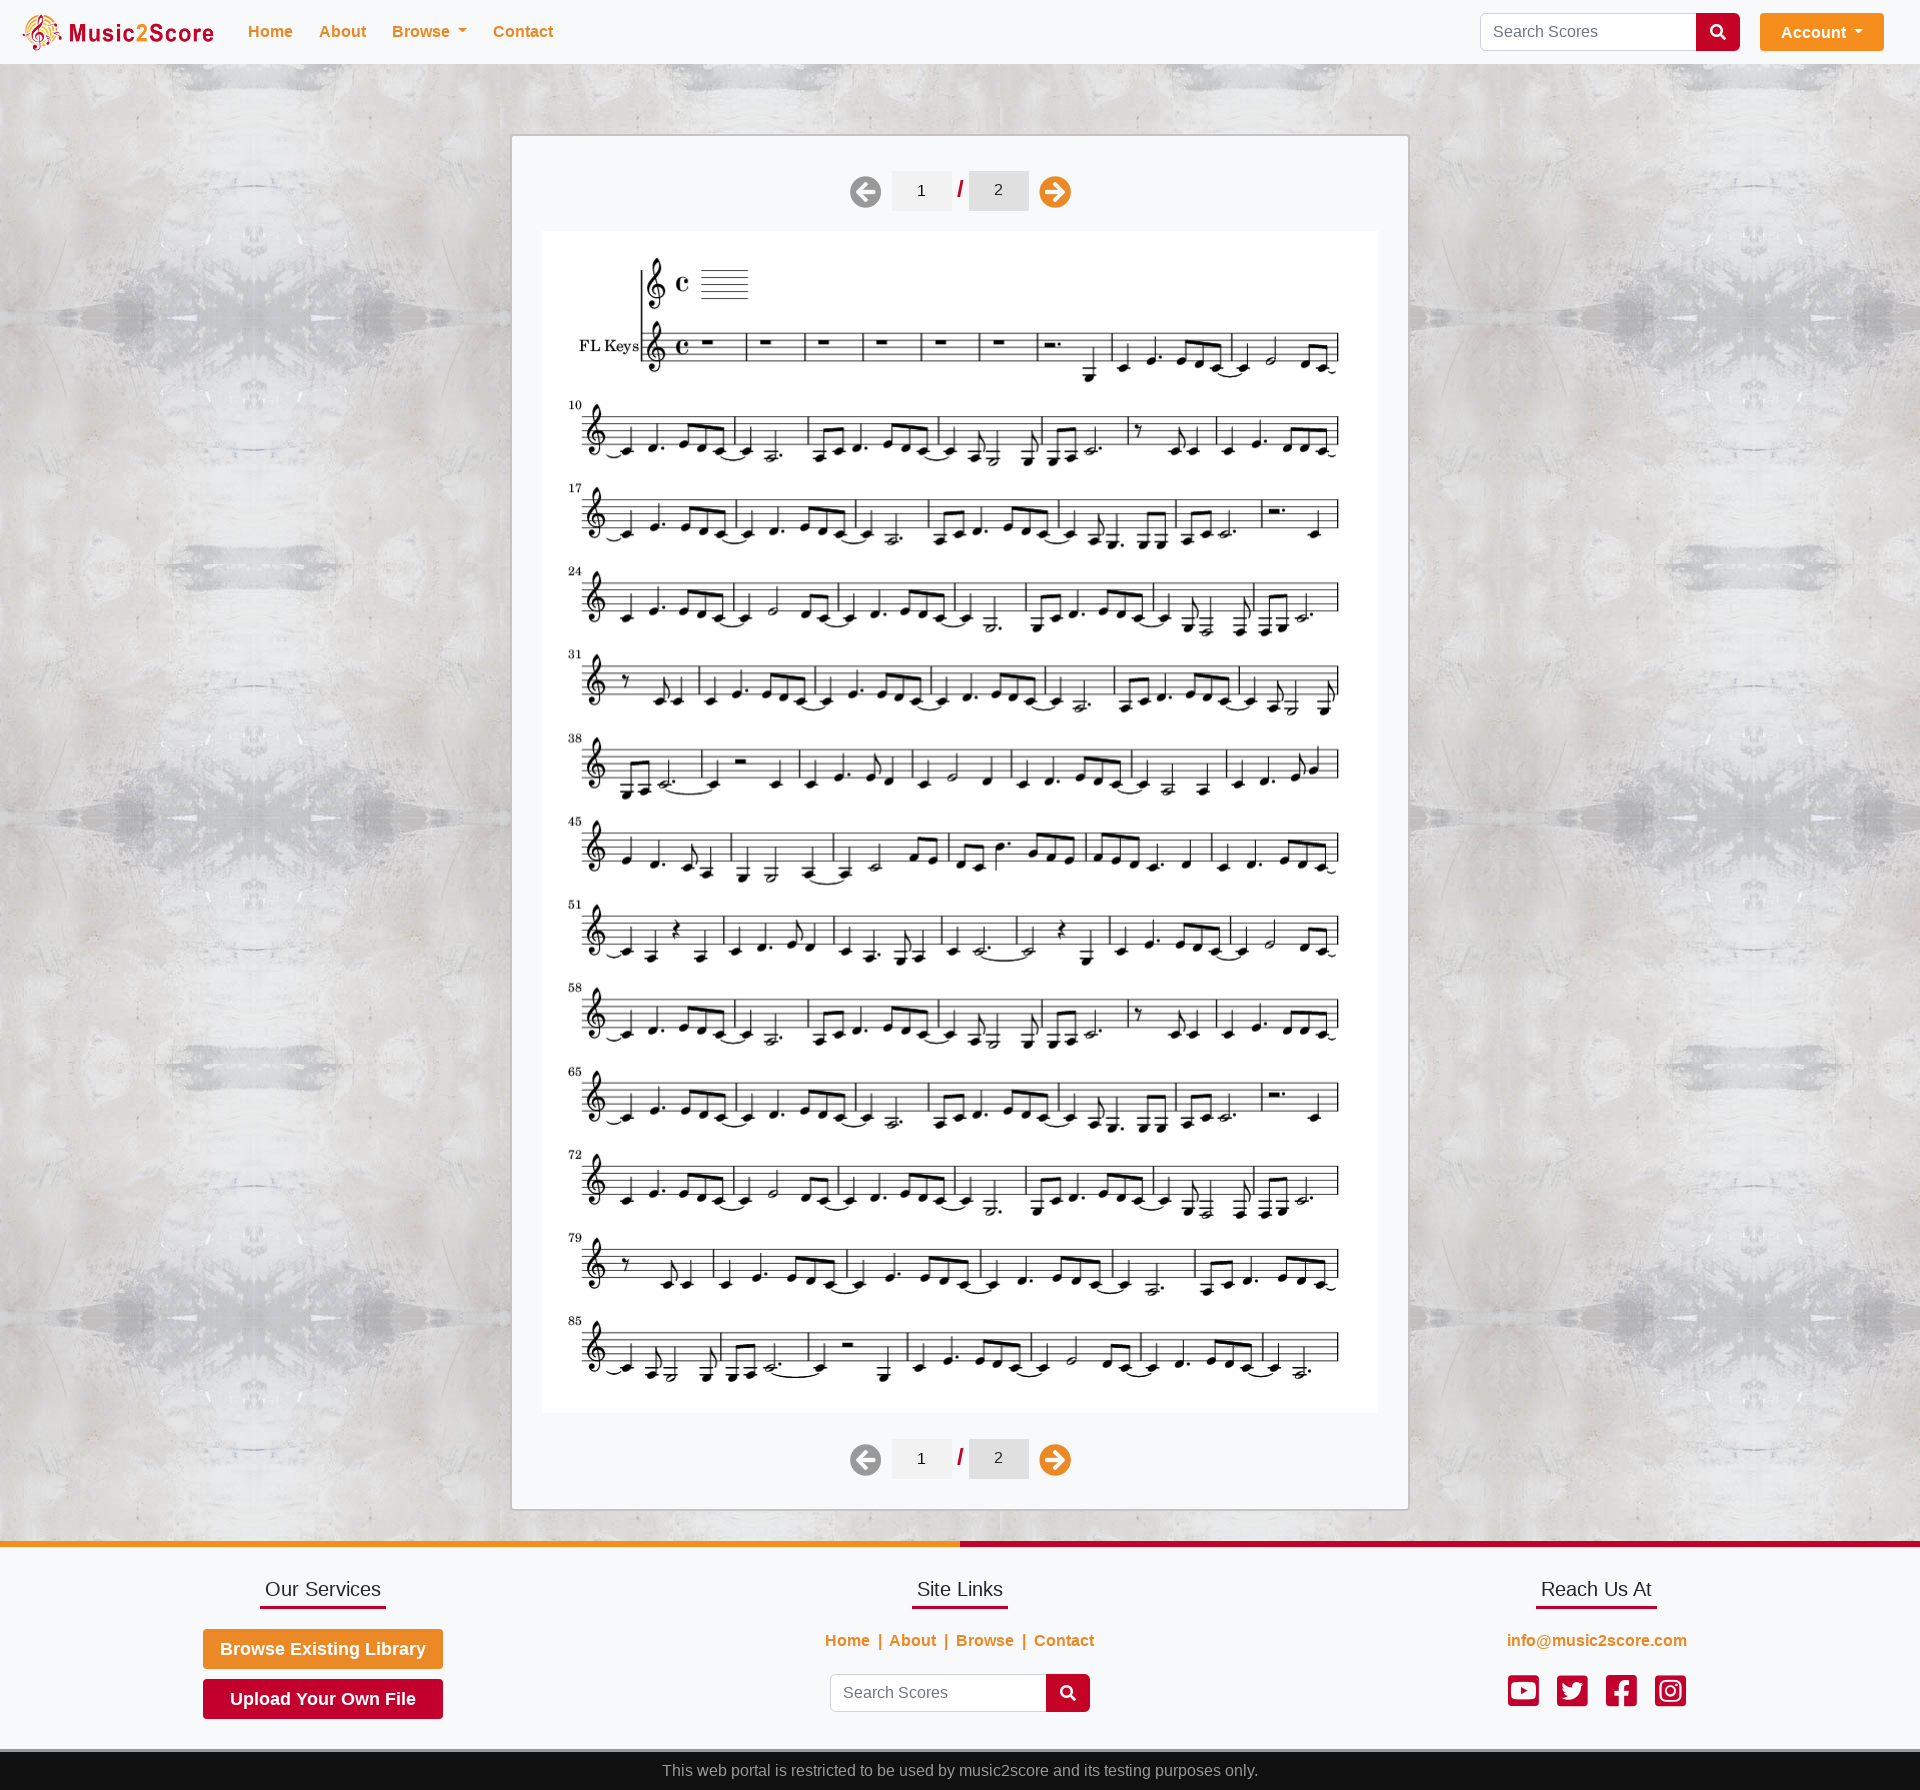 Music2Score Home About Browse Contact Search Scores Account
1 / 2
FL Keys
10
17
24
31
38
45
51
58
65
72
79
85
1 / 2
Our Services Site Links Reach Us At
Browse Existing Library Home | About | Browse | Contact info@music2score.com
Upload Your Own File Search Scores
This web portal is restricted to be used by music2score and its testing purposes only.